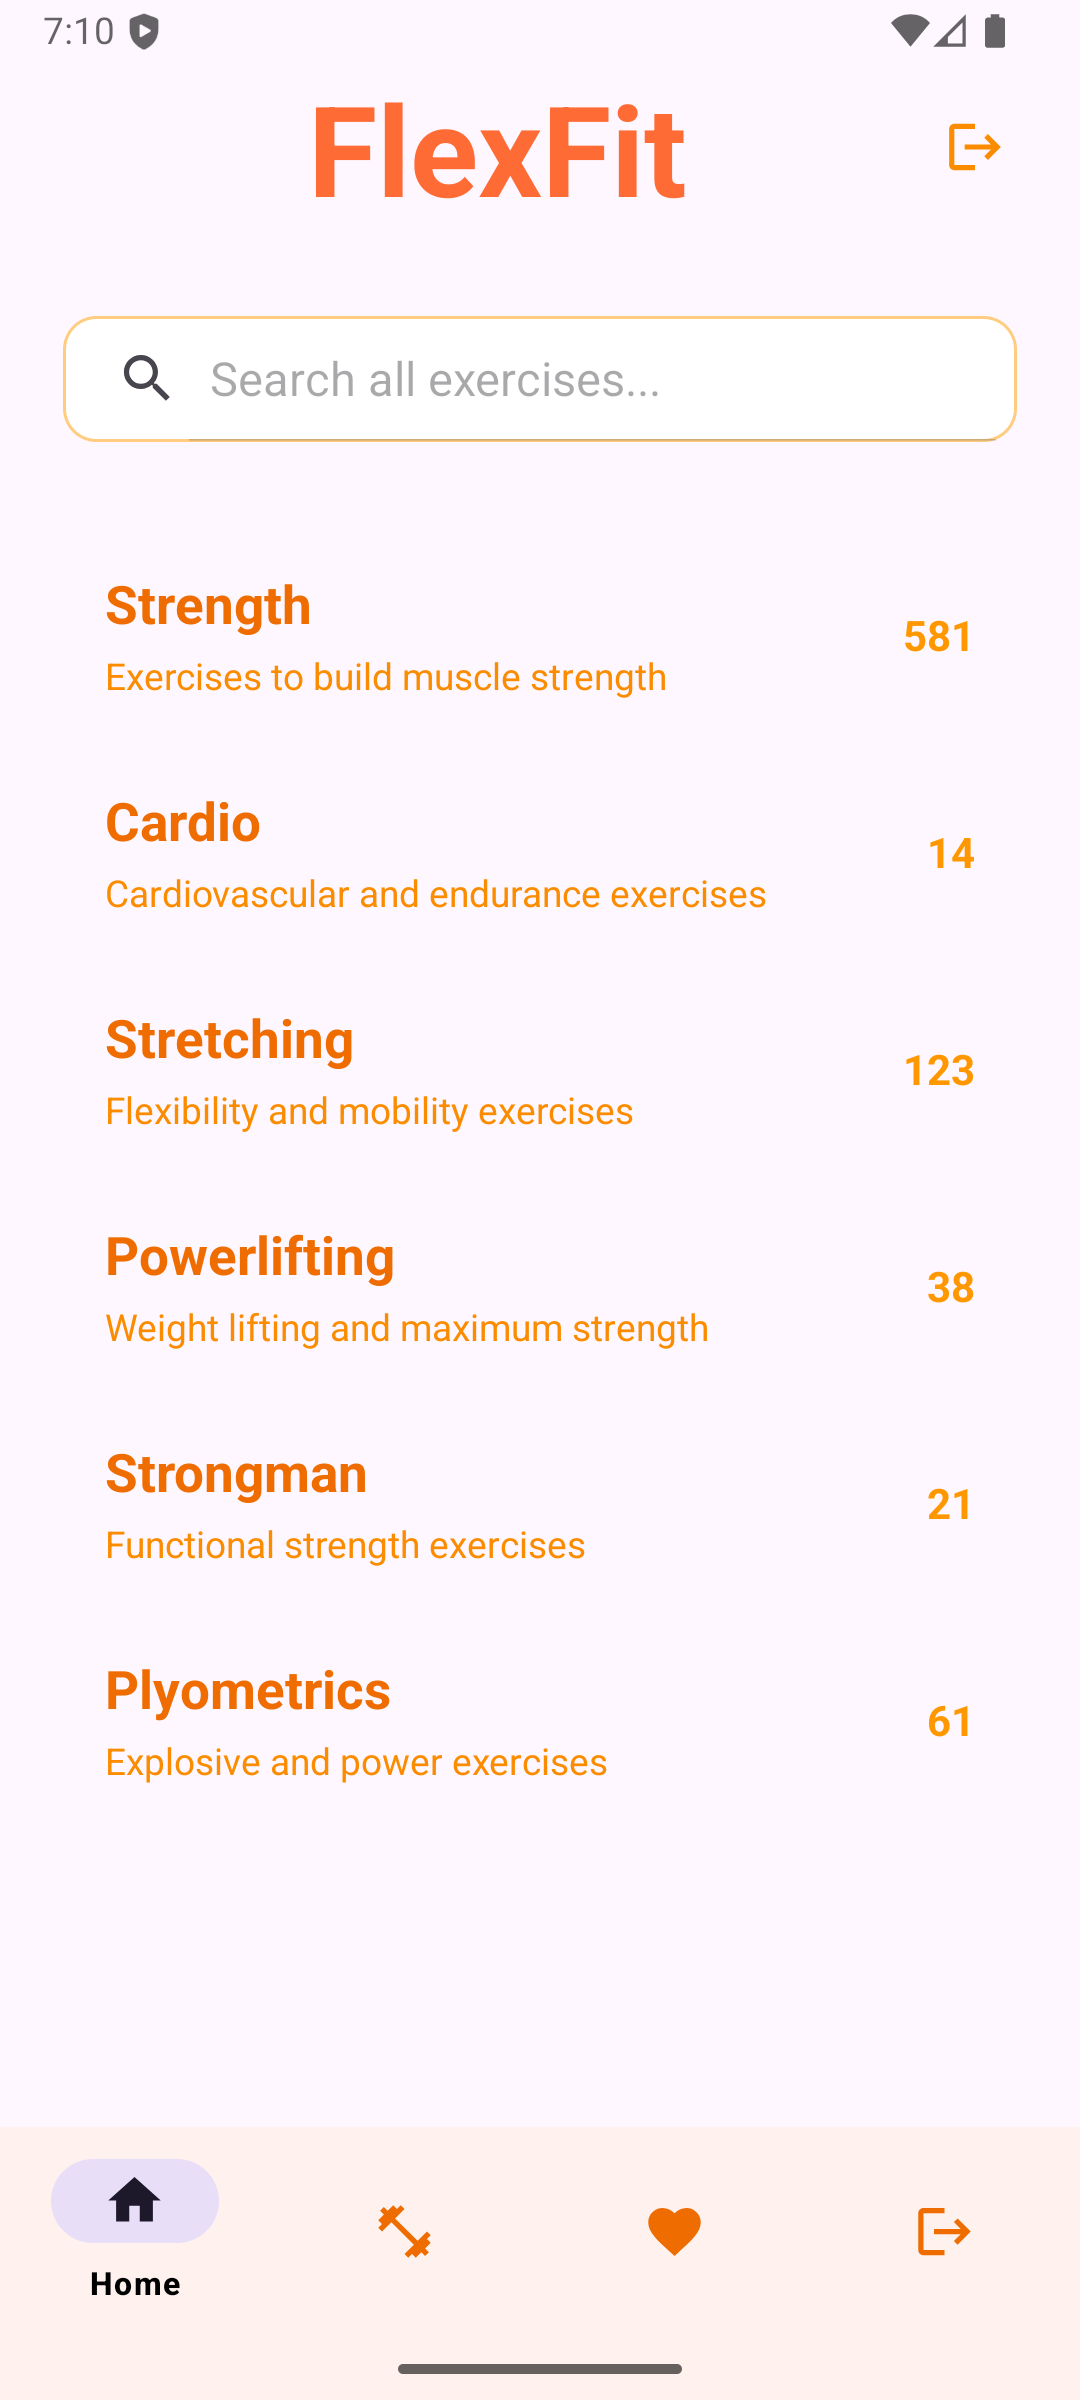 7:10
FlexFit
Search all exercises...
Strength
Exercises to build muscle strength
581
Cardio
Cardiovascular and endurance exercises
14
Stretching
Flexibility and mobility exercises
123
Powerlifting
Weight lifting and maximum strength
38
Strongman
Functional strength exercises
21
Plyometrics
Explosive and power exercises
61
Home